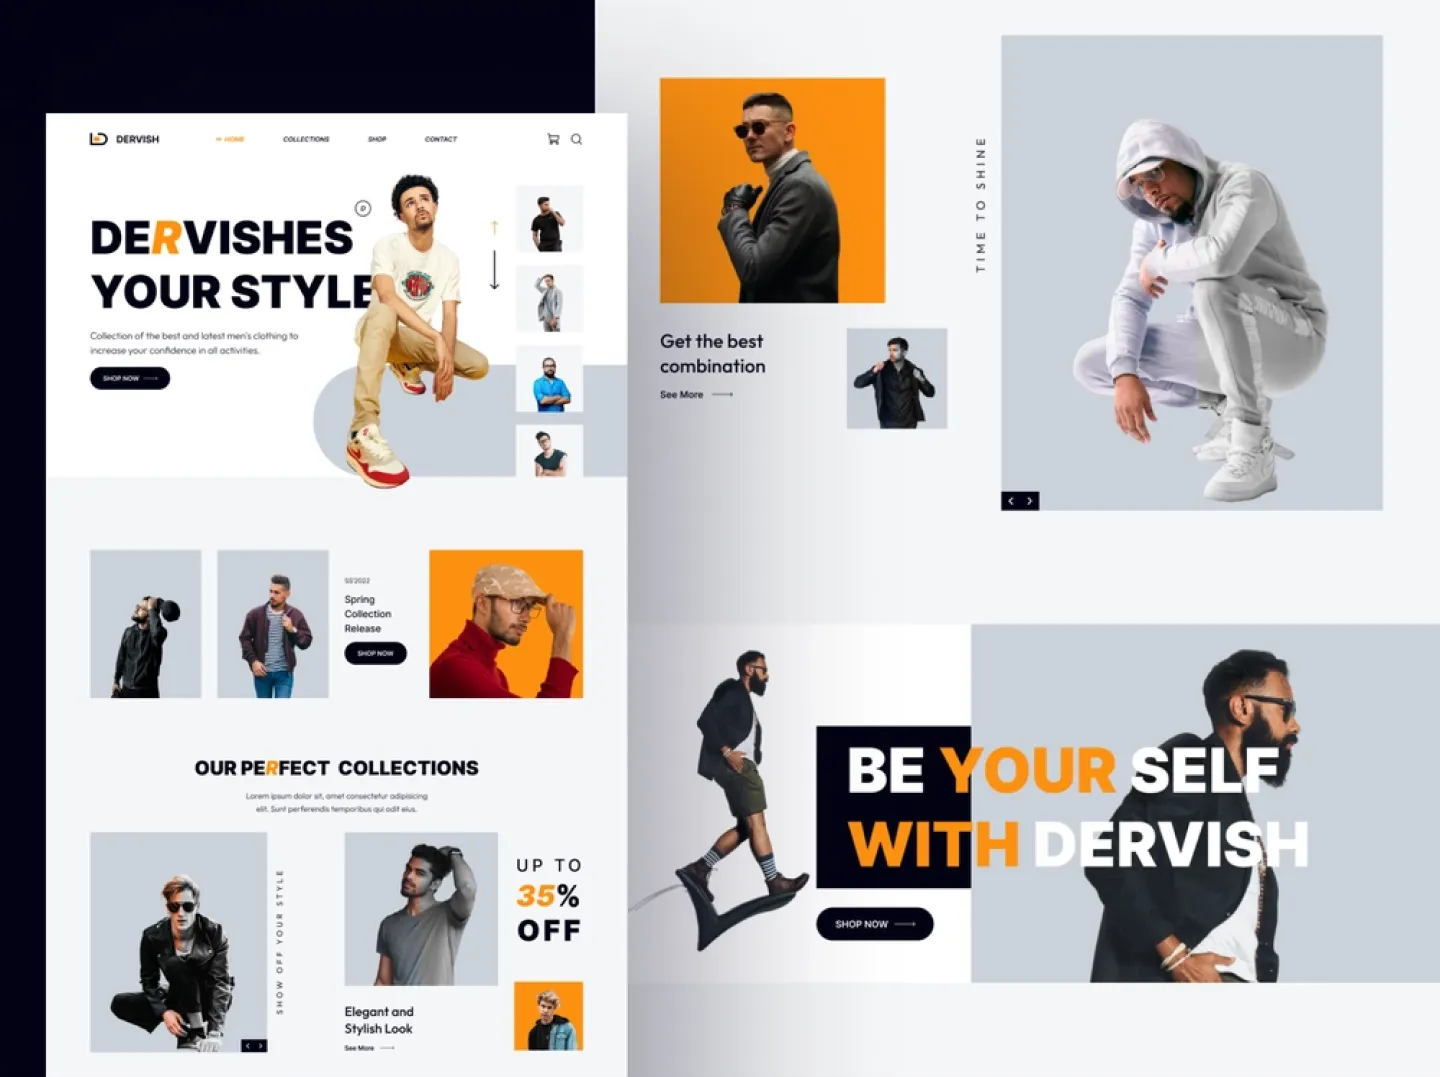 DERVISH
HOME
COLLECTIONS
SHOP
CONTACT
DERVISHES
YOUR STYLE
Collection of the best and latest men's clothing to
increase your confidence in all activities.
SHOP NOW
SS'2022
Spring
Collection
Release
SHOP NOW
OUR PERFECT COLLECTIONS
Lorem ipsum dolor sit, amet consectetur adipisicing
elit. Sunt perferendis temporibus qui odit eius.
SHOW OFF YOUR STYLE
Elegant and
Stylish Look
See More
UP TO
35%
OFF
Get the best
combination
See More
TIME TO SHINE
BE YOUR SELF
WITH DERVISH
SHOP NOW